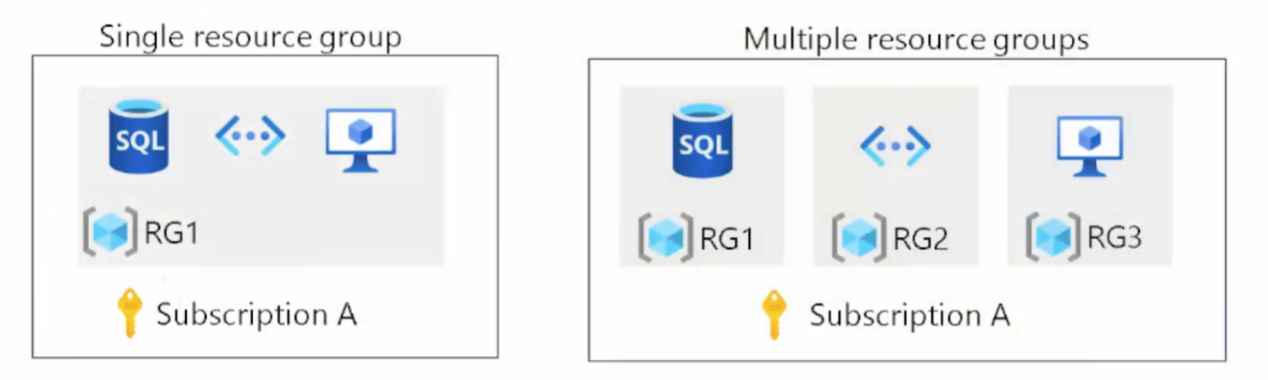 Single resource group
SQL
RG1
Subscription A
Multiple resource groups
SQL
RG1
RG2
RG3
Subscription A